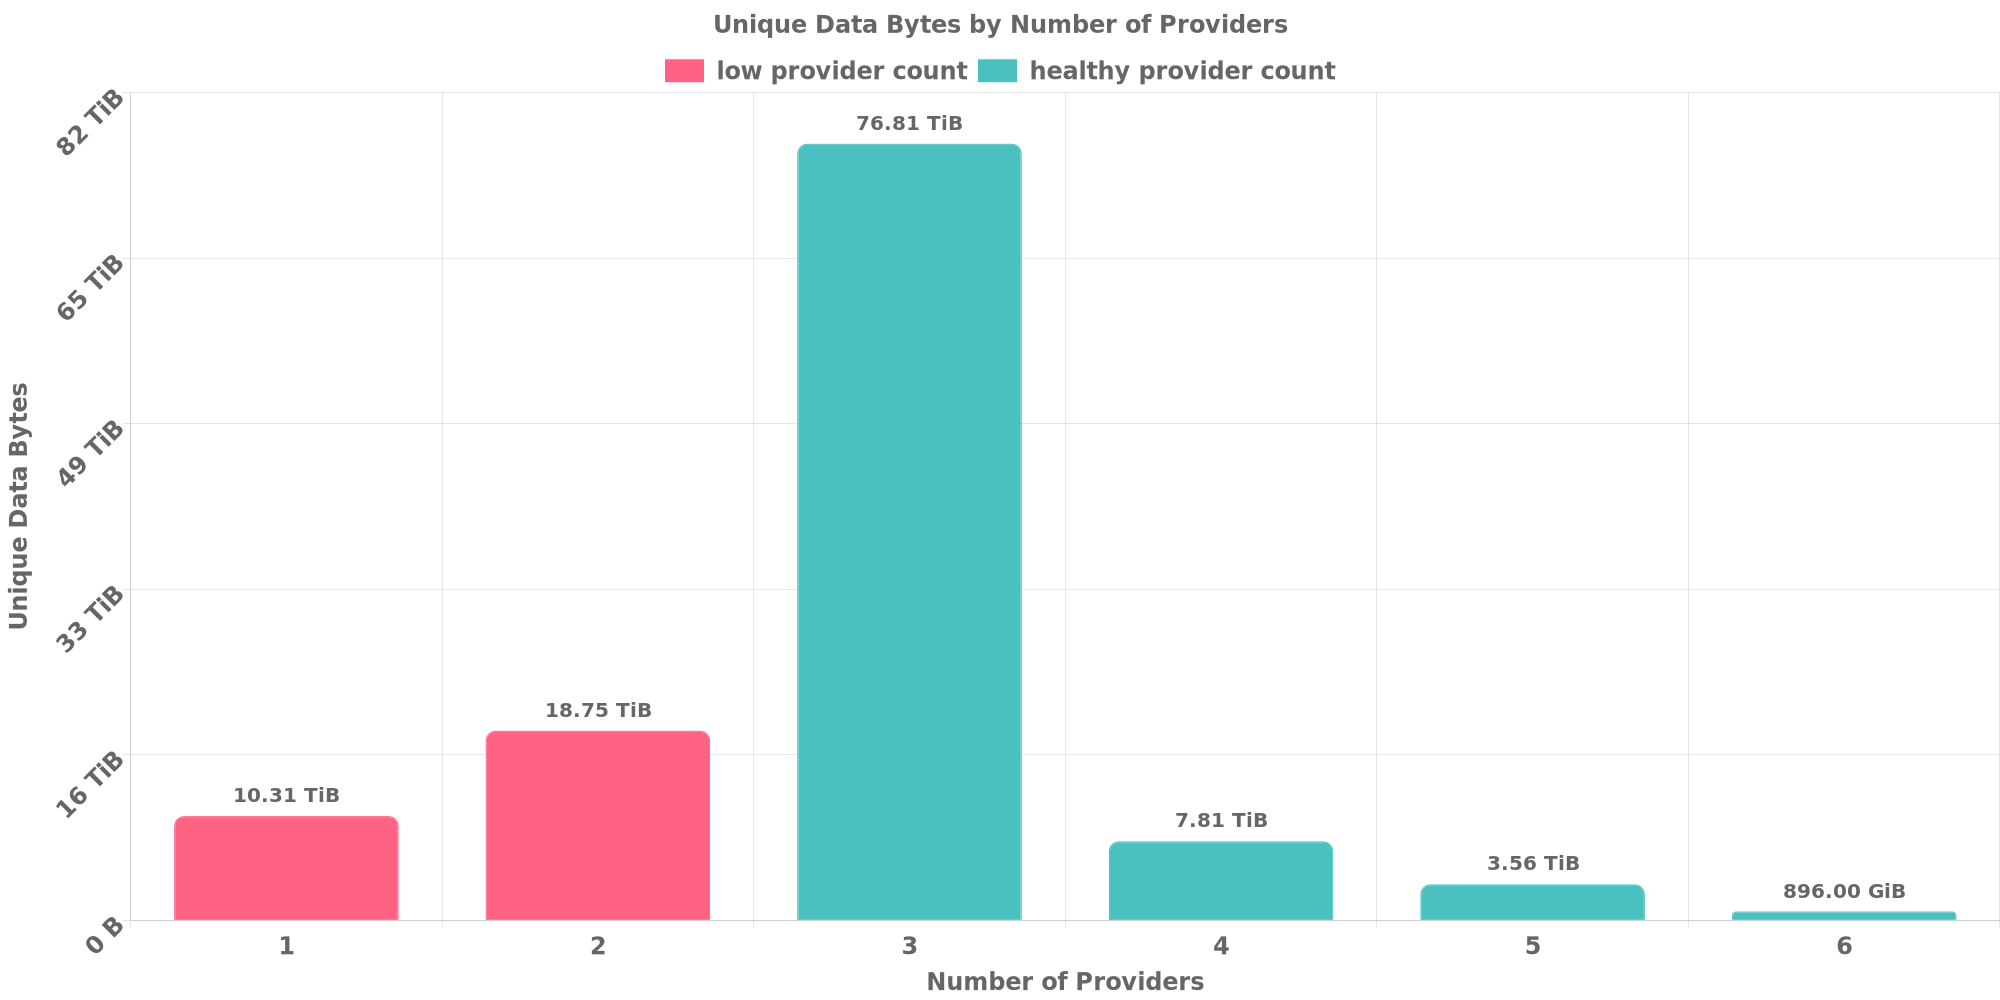 Unique Data Bytes by Number of Providers
low provider count healthy provider count
82 TiB
65 TiB
49 TiB
33 TiB
16 TiB
0 B
Unique Data Bytes
10.31 TiB
18.75 TiB
76.81 TiB
7.81 TiB
3.56 TiB
896.00 GiB
1 2 3 4 5 6
Number of Providers